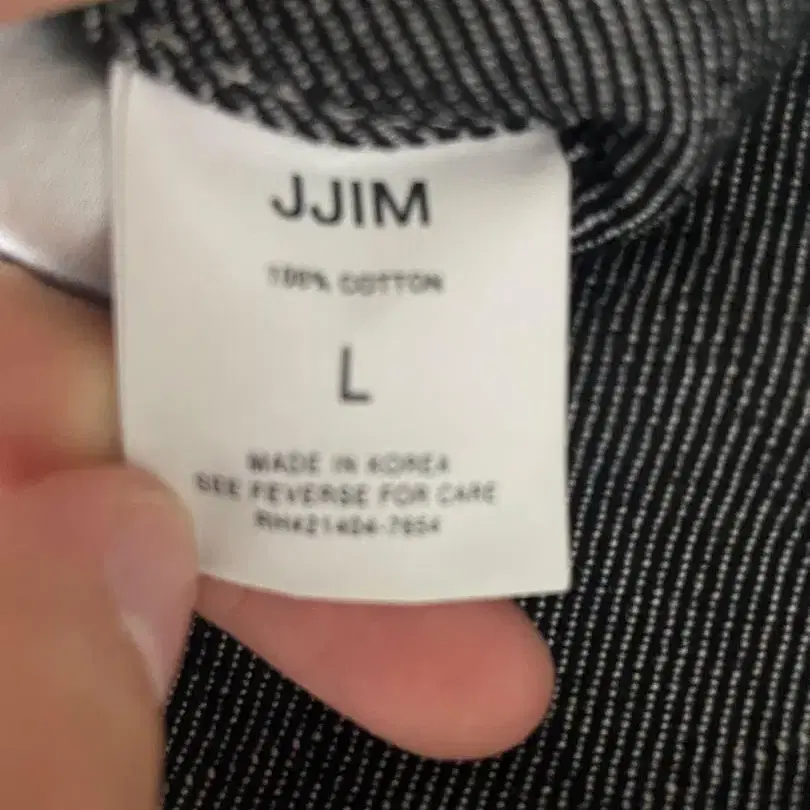 JJIM
100% COTTON
L
MADE IN KOREA
SEE REVERSE FOR CARE